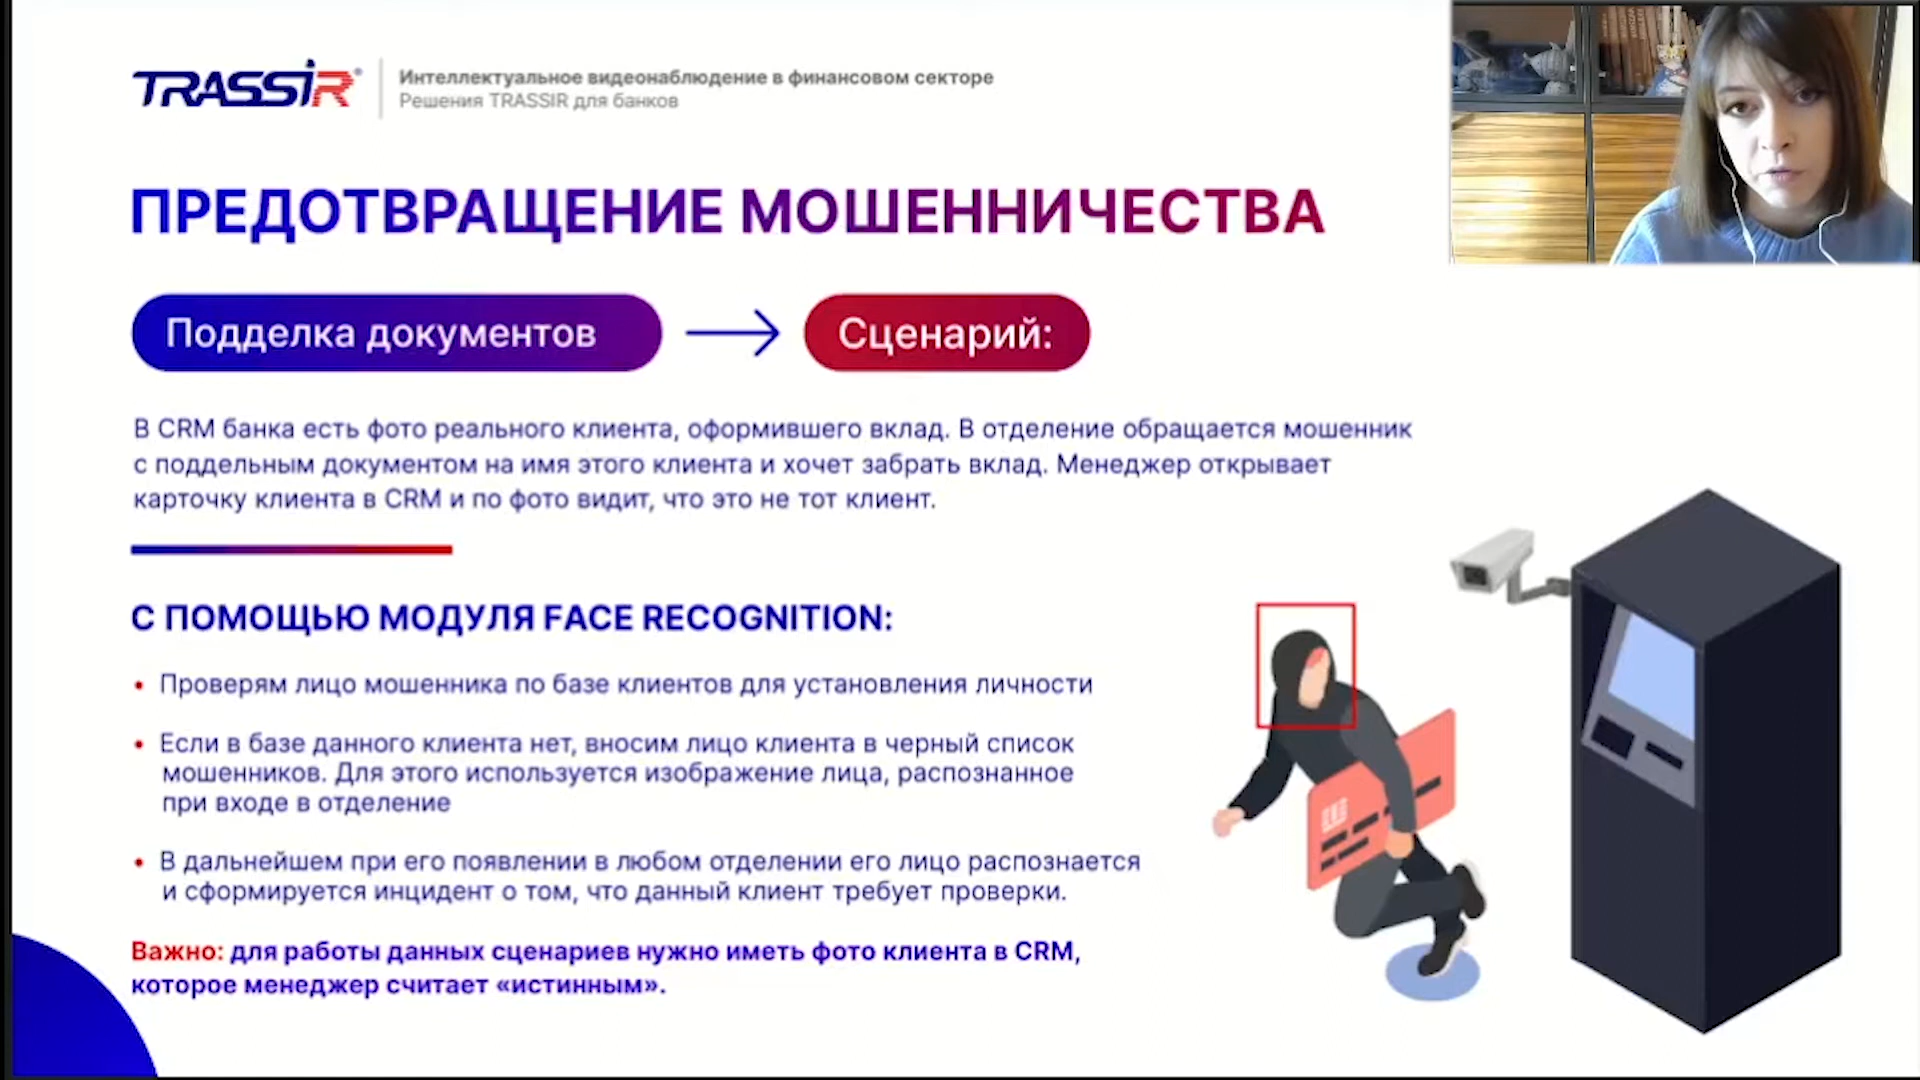 TRASSIR®
Интеллектуальное видеонаблюдение в финансовом секторе
Решения TRASSIR для банков
ПРЕДОТВРАЩЕНИЕ МОШЕННИЧЕСТВА
Подделка документов
Сценарий:
В CRM банка есть фото реального клиента, оформившего вклад. В отделение обращается мошенник
с поддельным документом на имя этого клиента и хочет забрать вклад. Менеджер открывает
карточку клиента в CRM и по фото видит, что это не тот клиент.
С ПОМОЩЬЮ МОДУЛЯ FACE RECOGNITION:
• Проверям лицо мошенника по базе клиентов для установления личности
• Если в базе данного клиента нет, вносим лицо клиента в черный список
мошенников. Для этого используется изображение лица, распознанное
при входе в отделение
• В дальнейшем при его появлении в любом отделении его лицо распознается
и сформируется инцидент о том, что данный клиент требует проверки.
Важно: для работы данных сценариев нужно иметь фото клиента в CRM,
которое менеджер считает «истинным».